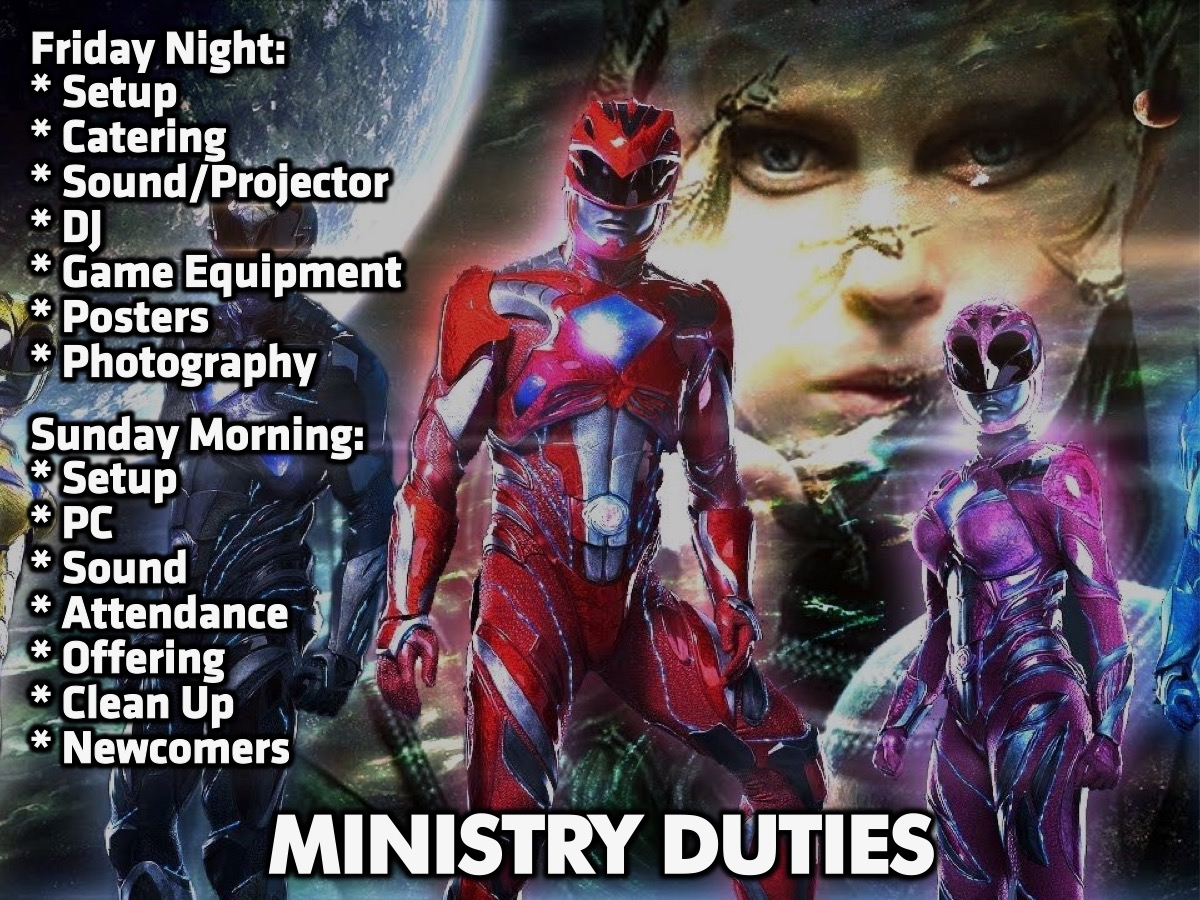 Friday Night:
* Setup
* Catering
* Sound/Projector
* DJ
* Game Equipment
* Posters
* Photography
Sunday Morning:
* Setup
* PC
* Sound
* Attendance
* Offering
* Clean Up
* Newcomers
MINISTRY DUTIES